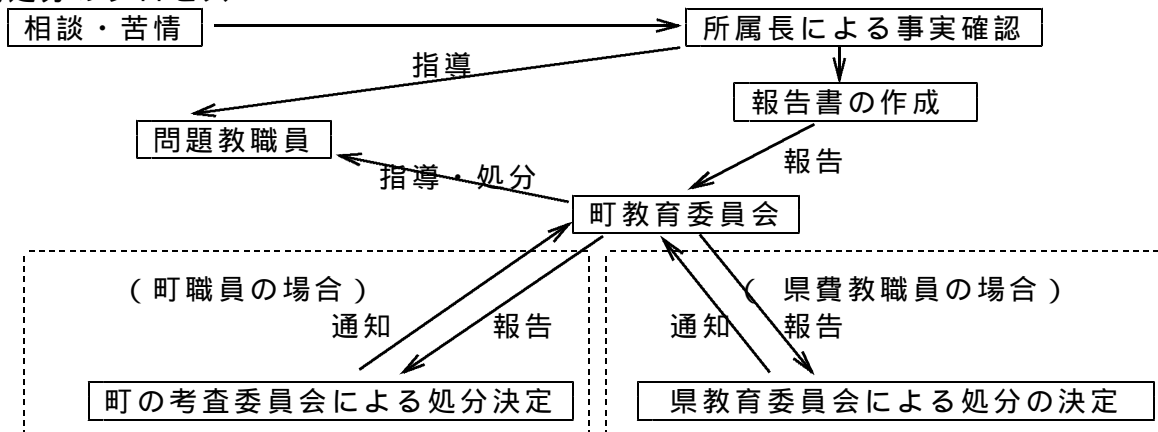 相談・苦情
所属長による事実確認
指導
報告書の作成
問題教職員
報告
指導・処分
町教育委員会
(町職員の場合)
( 県費教職員の場合)
通知
報告
通知
報告
町の考査委員会による処分決定
県教育委員会による処分の決定